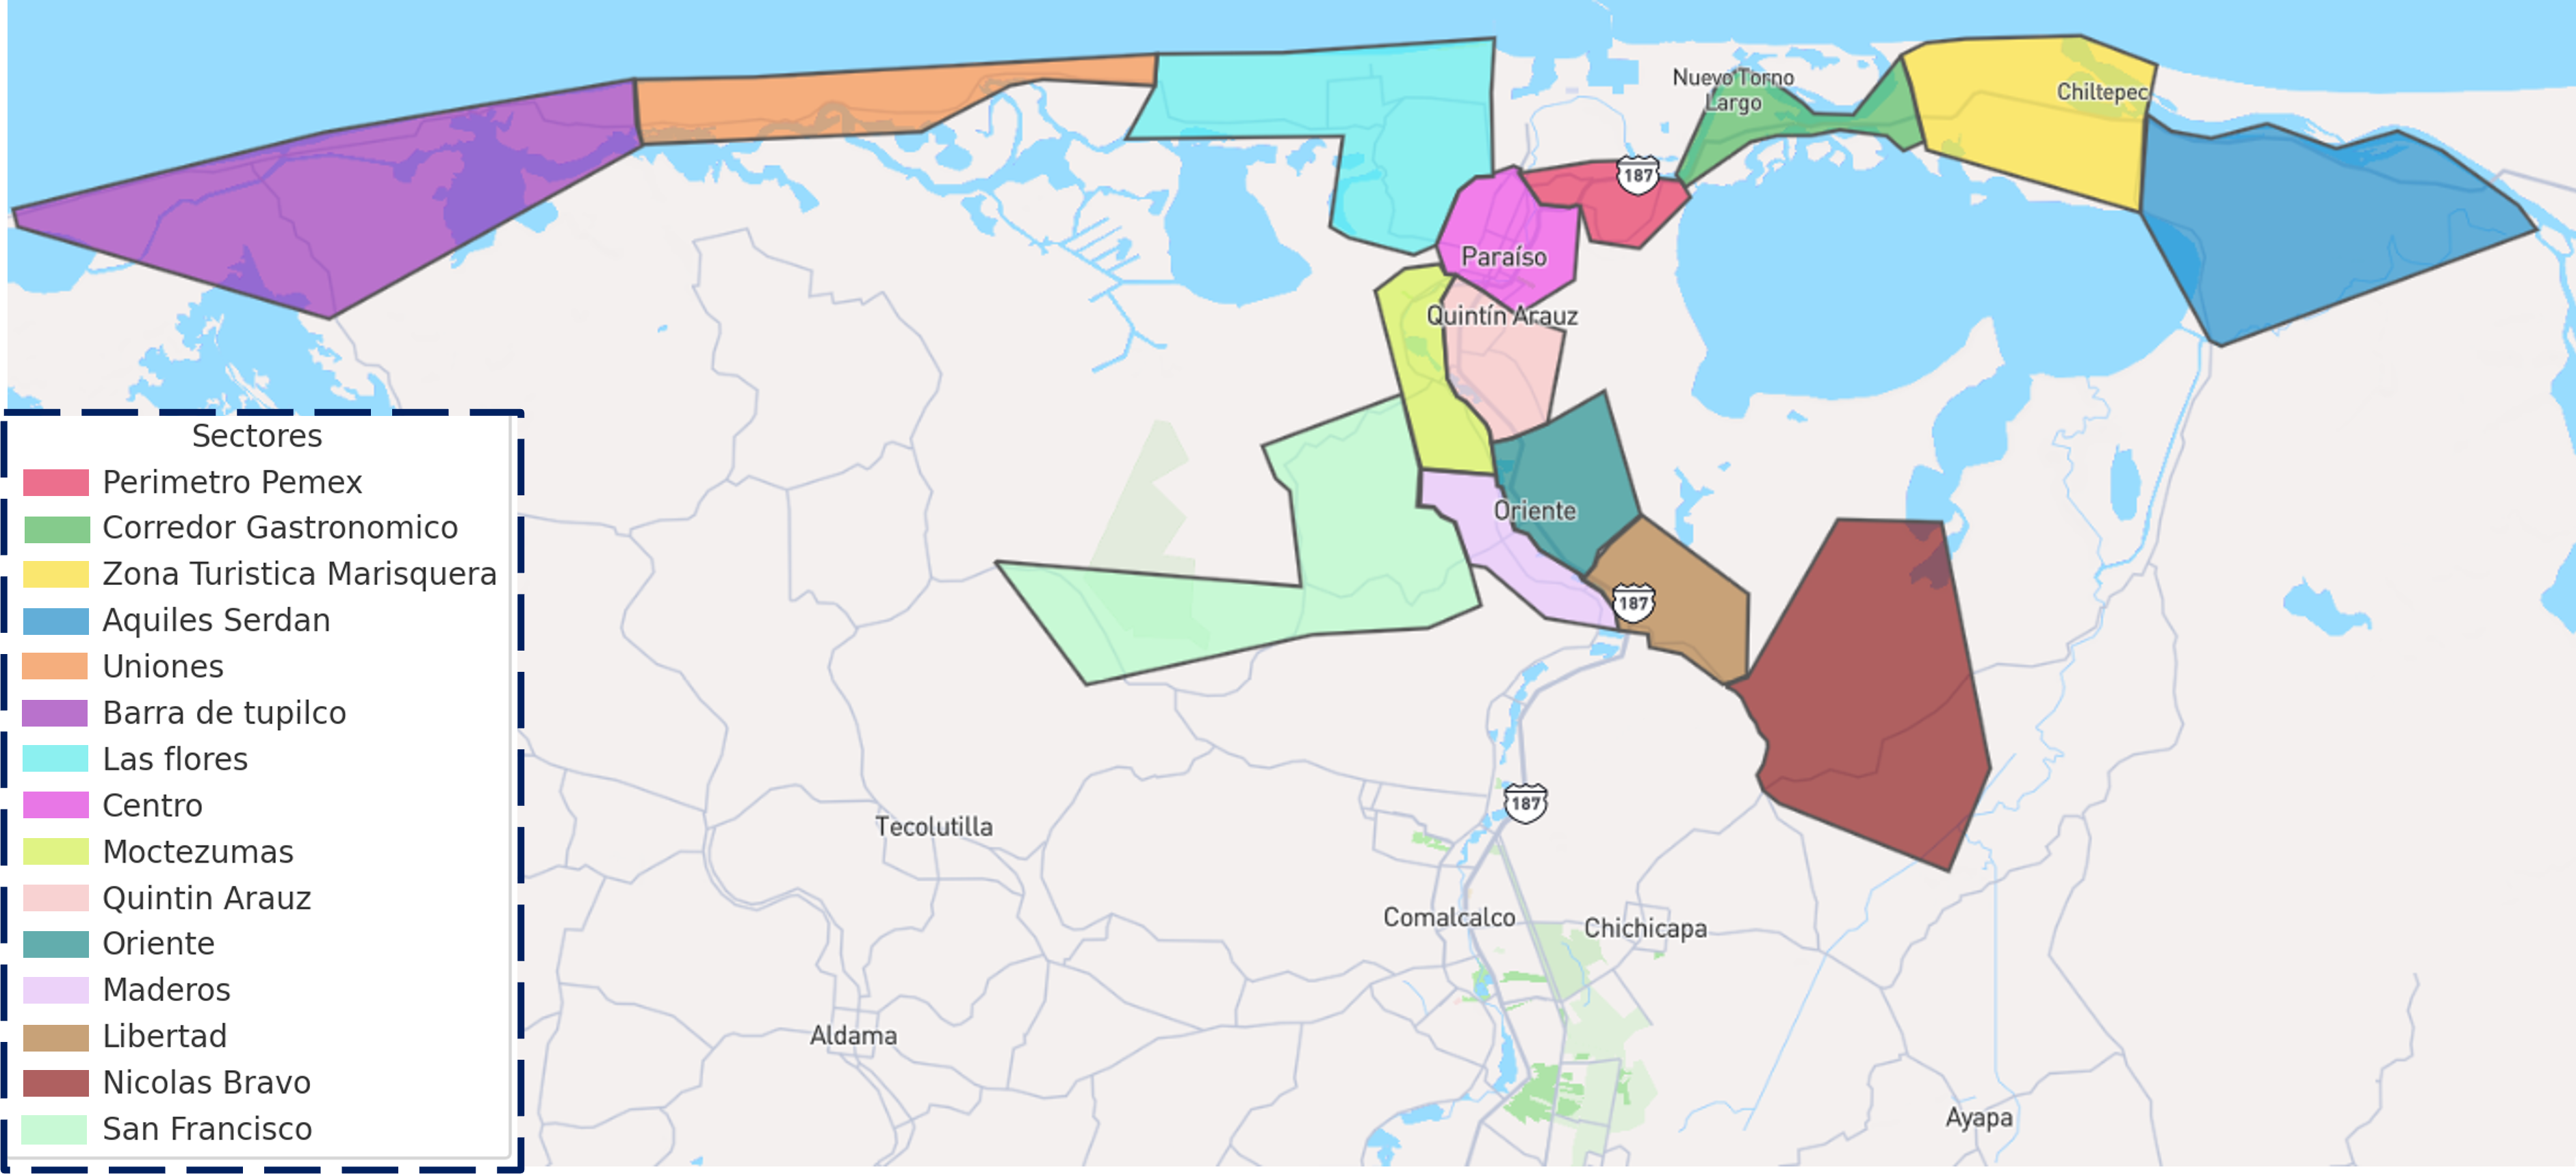 Nuevo Torno
Largo
Chiltepec
187
Paraíso
Quintín Arauz
Oriente
187
187
Tecolutilla
Comalcalco
Chichicapa
Aldama
Ayapa
Sectores
Perimetro Pemex
Corredor Gastronomico
Zona Turistica Marisquera
Aquiles Serdan
Uniones
Barra de tupilco
Las flores
Centro
Moctezumas
Quintin Arauz
Oriente
Maderos
Libertad
Nicolas Bravo
San Francisco